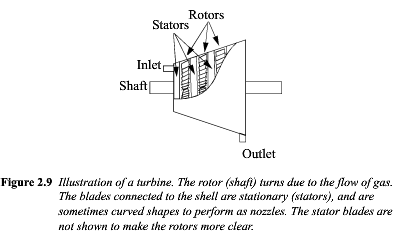 Rotors
Stators
Inlet
Shaft
Outlet
Figure 2.9 Illustration of a turbine. The rotor (shaft) turns due to the flow of gas.
The blades connected to the shell are stationary (stators), and are
sometimes curved shapes to perform as nozzles. The stator blades are
not shown to make the rotors more clear.